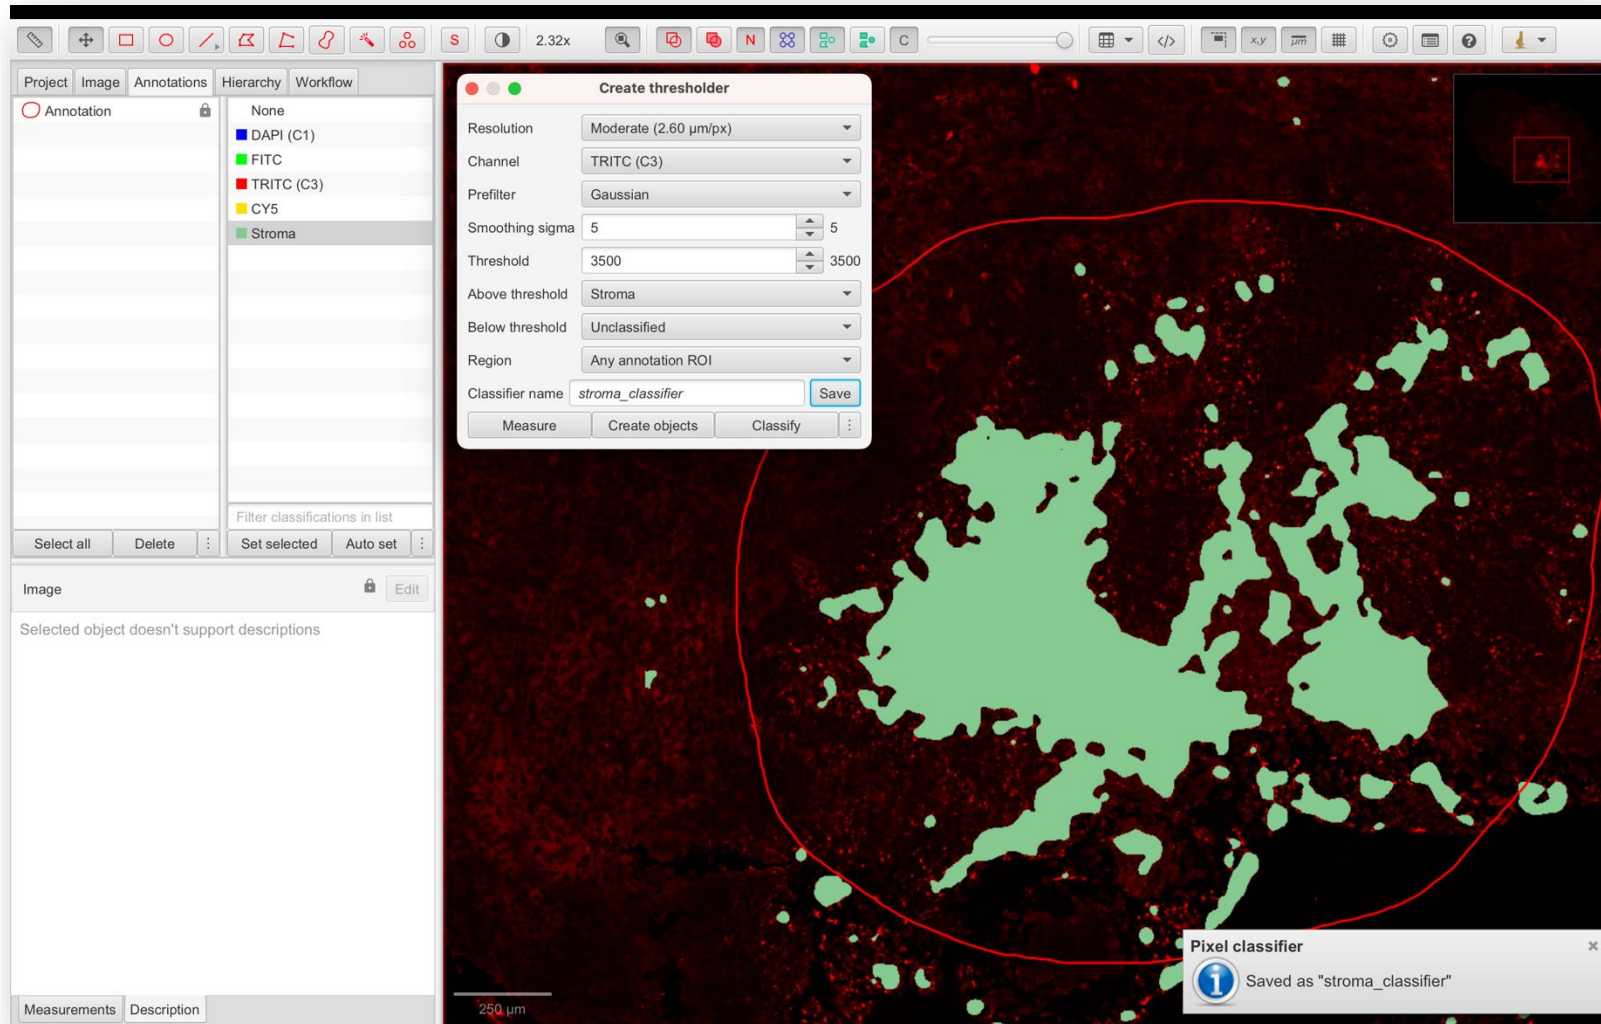 S
2.32x
N
C
x,y
µm
Project
Image
Annotations
Hierarchy
Workflow
Annotation
None
DAPI (C1)
FITC
TRITC (C3)
CY5
Stroma
Filter classifications in list
Select all
Delete
Set selected
Auto set
Image
Edit
Selected object doesn't support descriptions
Measurements
Description
Create thresholder
Resolution
Moderate (2.60 µm/px)
Channel
TRITC (C3)
Prefilter
Gaussian
Smoothing sigma
5
5
Threshold
3500
3500
Above threshold
Stroma
Below threshold
Unclassified
Region
Any annotation ROI
Classifier name
stroma_classifier
Save
Measure
Create objects
Classify
250 µm
Pixel classifier
Saved as "stroma_classifier"